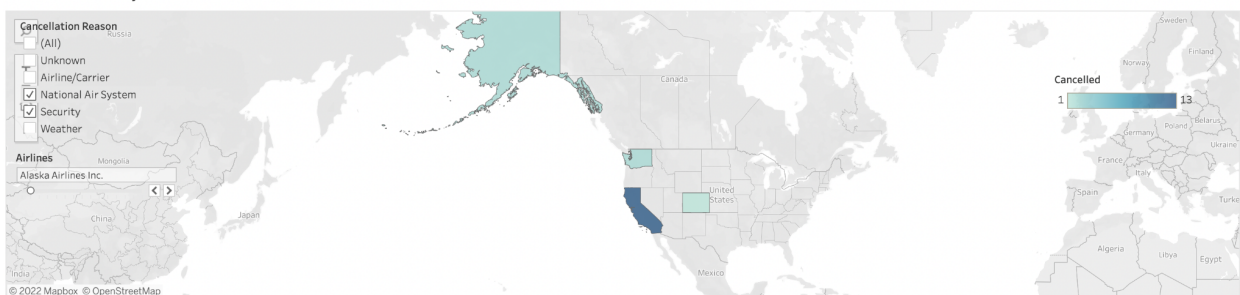 Cancellation Reason
(All)
Unknown
Airline/Carrier
National Air System
Security
Weather
Airlines
Alaska Airlines Inc.
Cancelled
1
13
Russia
Mongolia
China
Japan
India
Canada
United
States
Mexico
Sweden
Finland
Norway
Belarus
Poland
Germany
Ukraine
France
Italy
Spain
Turke
Algeria
Libya
Egypt
© 2022 Mapbox © OpenStreetMap